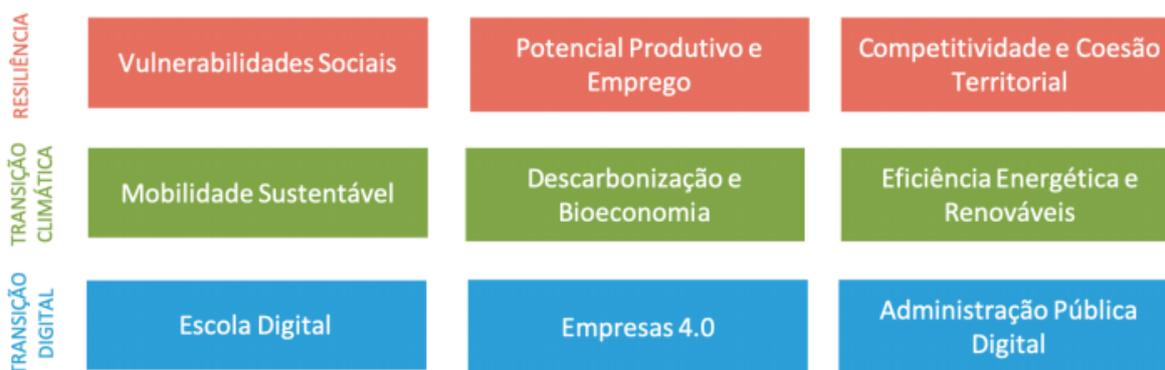 RESILIÊNCIA
Vulnerabilidades Sociais
Potencial Produtivo e
Emprego
Competitividade e Coesão
Territorial
TRANSIÇÃO
CLIMÁTICA
Mobilidade Sustentável
Descarbonização e
Bioeconomia
Eficiência Energética e
Renováveis
TRANSIÇÃO
DIGITAL
Escola Digital
Empresas 4.0
Administração Pública
Digital